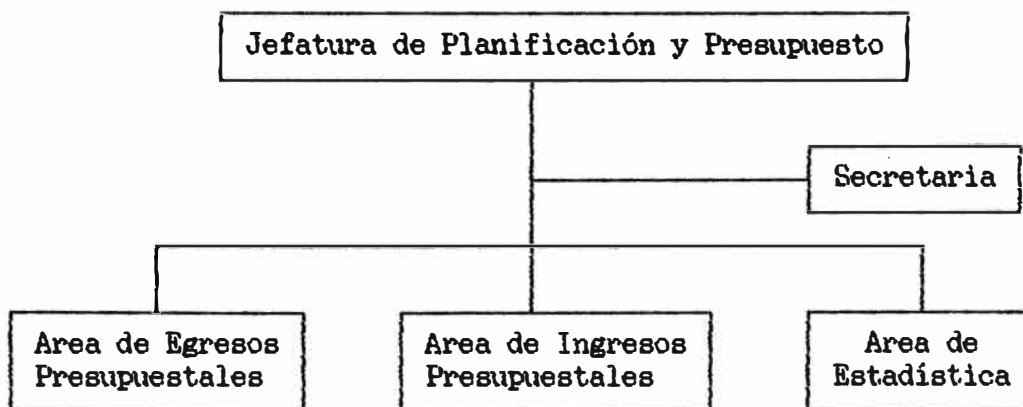 Jefatura de Planificación y Presupuesto
Secretaria
Area de Egresos
Presupuestales
Area de Ingresos
Presupuestales
Area de
Estadística